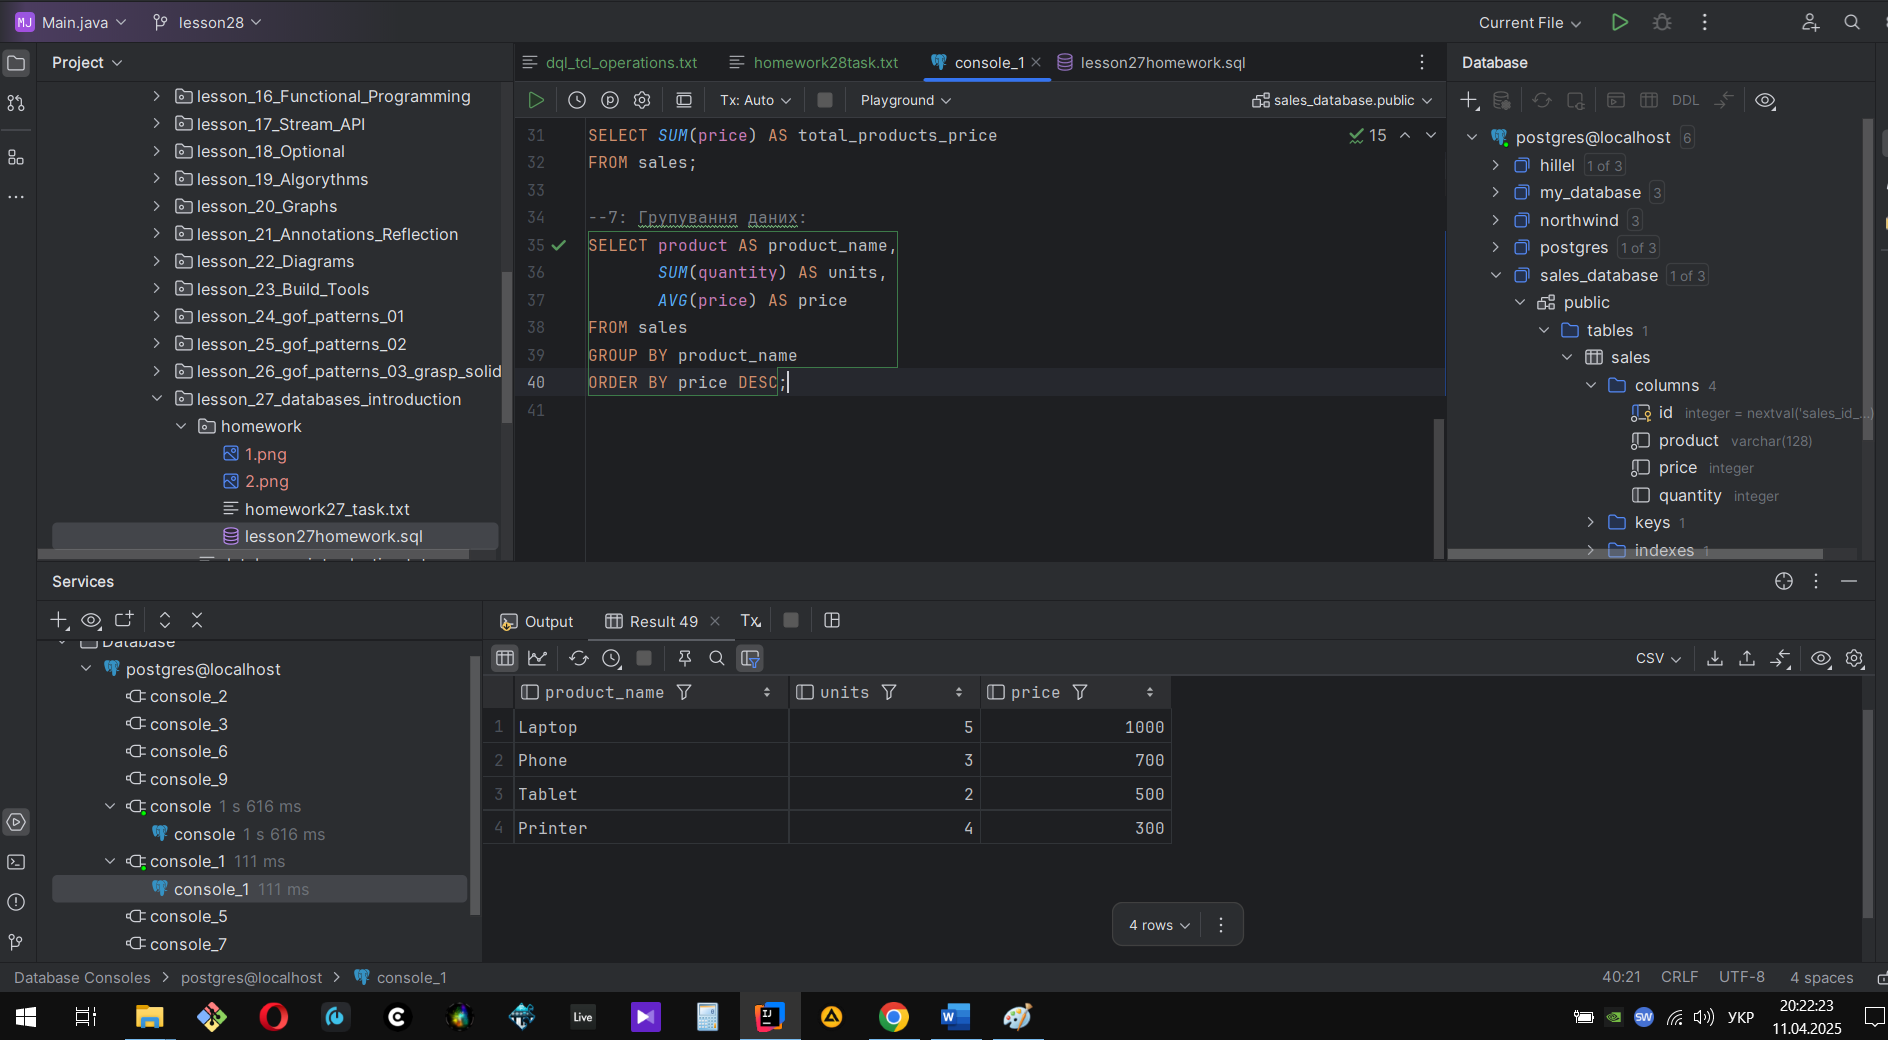 MJ Main.java
lesson28
Current File
Project
dql_tcl_operations.txt
homework28task.txt
console_1
lesson27homework.sql
Database
Tx: Auto
Playground
sales_database.public
DDL
lesson_16_Functional_Programming
lesson_17_Stream_API
lesson_18_Optional
lesson_19_Algorythms
lesson_20_Graphs
lesson_21_Annotations_Reflection
lesson_22_Diagrams
lesson_23_Build_Tools
lesson_24_gof_patterns_01
lesson_25_gof_patterns_02
lesson_26_gof_patterns_03_grasp_solid
lesson_27_databases_introduction
homework
1.png
2.png
homework27_task.txt
lesson27homework.sql
31 SELECT SUM(price) AS total_products_price
15
32 FROM sales;
33
34 --7: Групування даних:
35 SELECT product AS product_name,
36 SUM(quantity) AS units,
37 AVG(price) AS price
38 FROM sales
39 GROUP BY product_name
40 ORDER BY price DESC;
41
postgres@localhost 6
hillel 1 of 3
my_database 3
northwind 3
postgres 1 of 3
sales_database 1 of 3
public
tables 1
sales
columns 4
id integer = nextval('sales_id_...
product varchar(128)
price integer
quantity integer
keys 1
indexes 1
Services
Database
postgres@localhost
console_2
console_3
console_6
console_9
console 1 s 616 ms
console 1 s 616 ms
console_1 111 ms
console_1 111 ms
console_5
console_7
Output
Result 49
Tx
CSV
product_name units price
1 Laptop 5 1000
2 Phone 3 700
3 Tablet 2 500
4 Printer 4 300
4 rows
Database Consoles > postgres@localhost > console_1
40:21 CRLF UTF-8 4 spaces
Live
УКР
20:22:23
11.04.2025